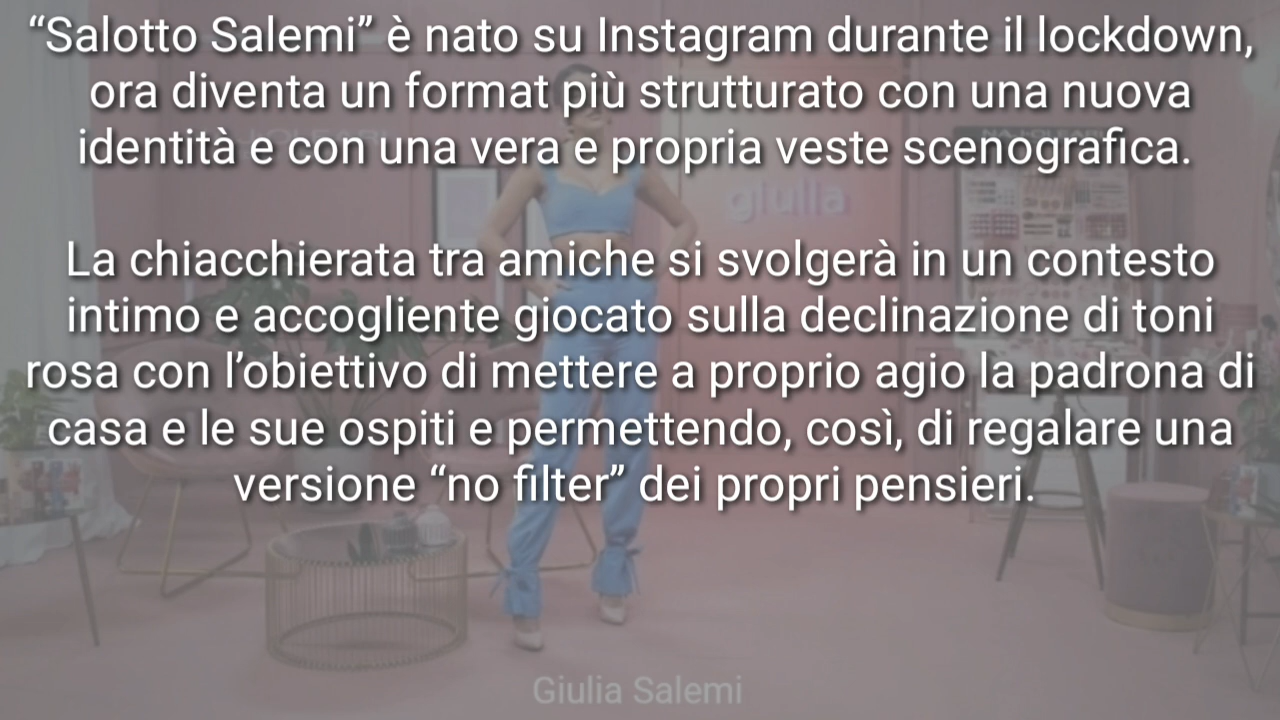 “Salotto Salemi” è nato su Instagram durante il lockdown,
ora diventa un format più strutturato con una nuova
identità e con una vera e propria veste scenografica.
La chiacchierata tra amiche si svolgerà in un contesto
intimo e accogliente giocato sulla declinazione di toni
rosa con l’obiettivo di mettere a proprio agio la padrona di
casa e le sue ospiti e permettendo, così, di regalare una
versione “no filter” dei propri pensieri.
giulia
Giulia Salemi